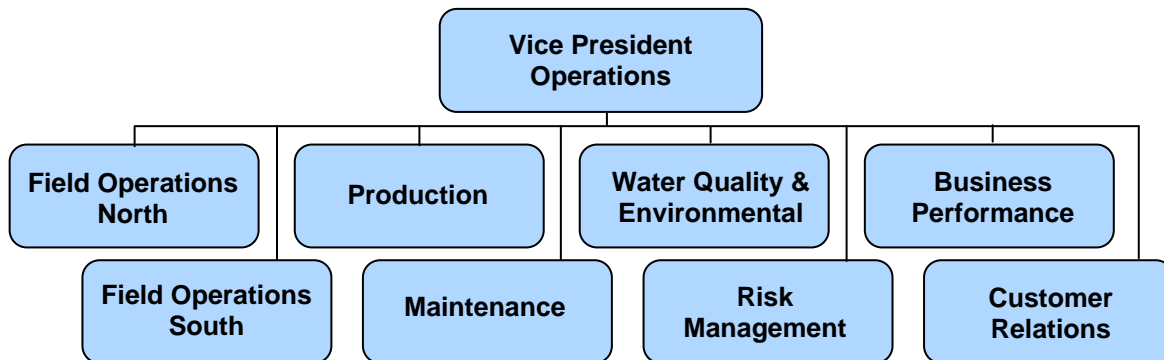 Vice President
Operations
Field Operations
North
Production
Water Quality &
Environmental
Business
Performance
Field Operations
South
Maintenance
Risk
Management
Customer
Relations